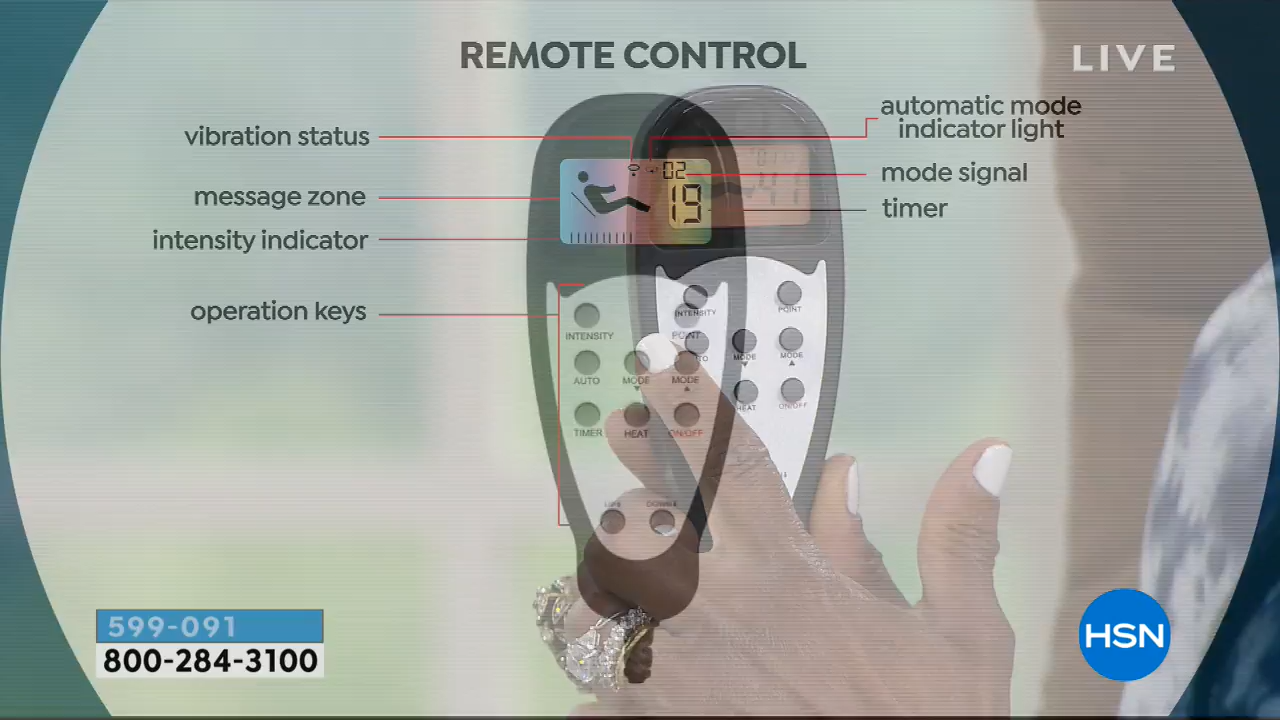 REMOTE CONTROL
LIVE
automatic mode
indicator light
vibration status
mode signal
message zone
timer
intensity indicator
operation keys
02
19
INTENSITY
POINT
AUTO
MODE
MODE
TIMER
HEAT
ON/OFF
INTENSITY
POINT
MODE
MODE
HEAT
ON/OFF
599-091
800-284-3100
HSN